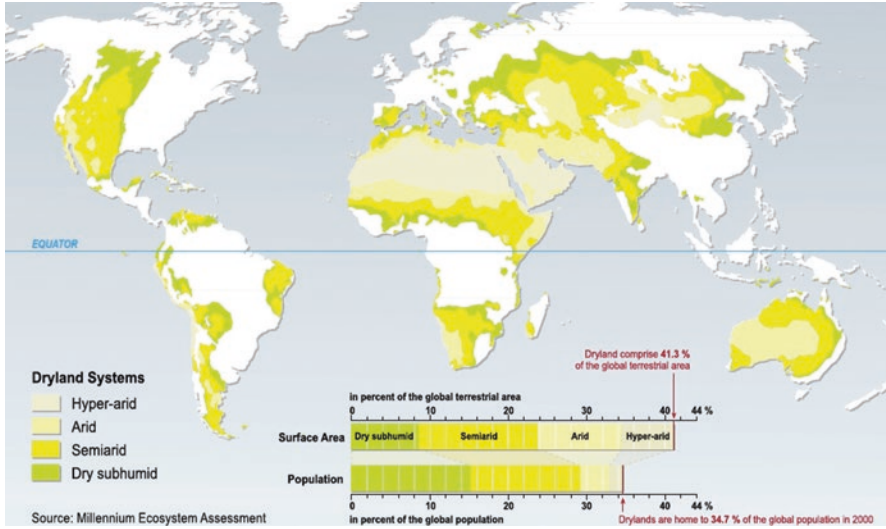 EQUATOR
Dryland Systems
Hyper-arid
Arid
Semiarid
Dry subhumid
Source: Millennium Ecosystem Assessment
Dryland comprise 41.3 %
of the global terrestrial area
in percent of the global terrestrial area
0 10 20 30 40 44 %
Surface Area Dry subhumid Semiarid Arid Hyper-arid
Population
0 10 20 30 40 44 %
in percent of the global population
Drylands are home to 34.7 % of the global population in 2000